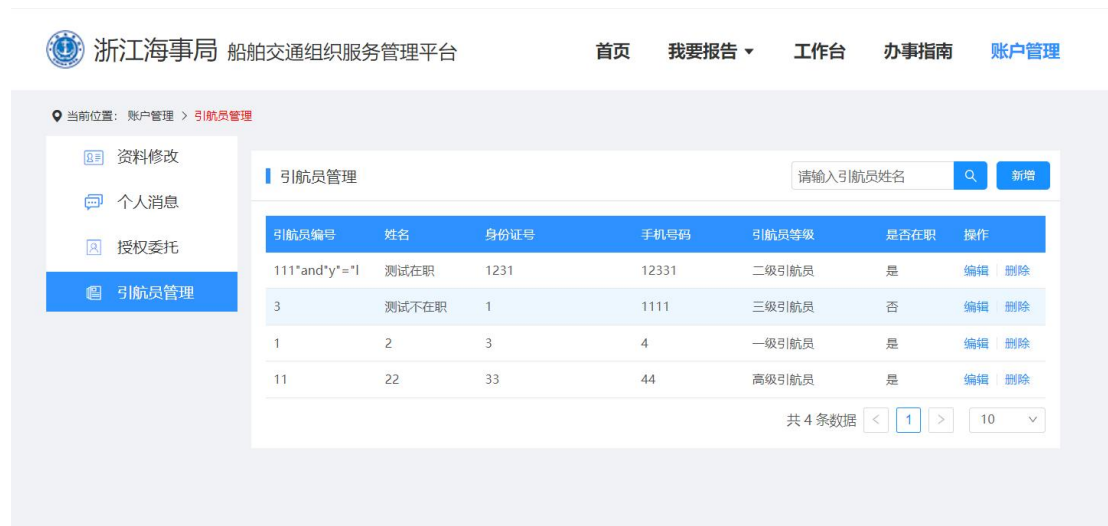 浙江海事局 船舶交通组织服务管理平台 首页 我要报告 工作台 办事指南 账户管理
当前位置: 账户管理 > 引航员管理
资料修改
个人消息
授权委托
引航员管理
引航员管理 请输入引航员姓名 新增
引航员编号 姓名 身份证号 手机号码 引航员等级 是否在职 操作
111"and"y"="l 测试在职 1231 12331 二级引航员 是 编辑 删除
3 测试不在职 1 1111 三级引航员 否 编辑 删除
1 2 3 4 一级引航员 是 编辑 删除
11 22 33 44 高级引航员 是 编辑 删除
共 4 条数据 < 1 > 10